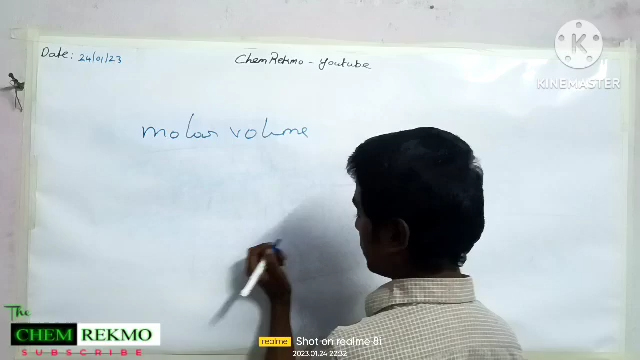 Date: 24/01/23
ChemRekmo - Youtube
KINEMASTER
molar volume
The
CHEM REKMO
SUBSCRIBE
realme Shot on realme 8i
2023.01.24 22:32